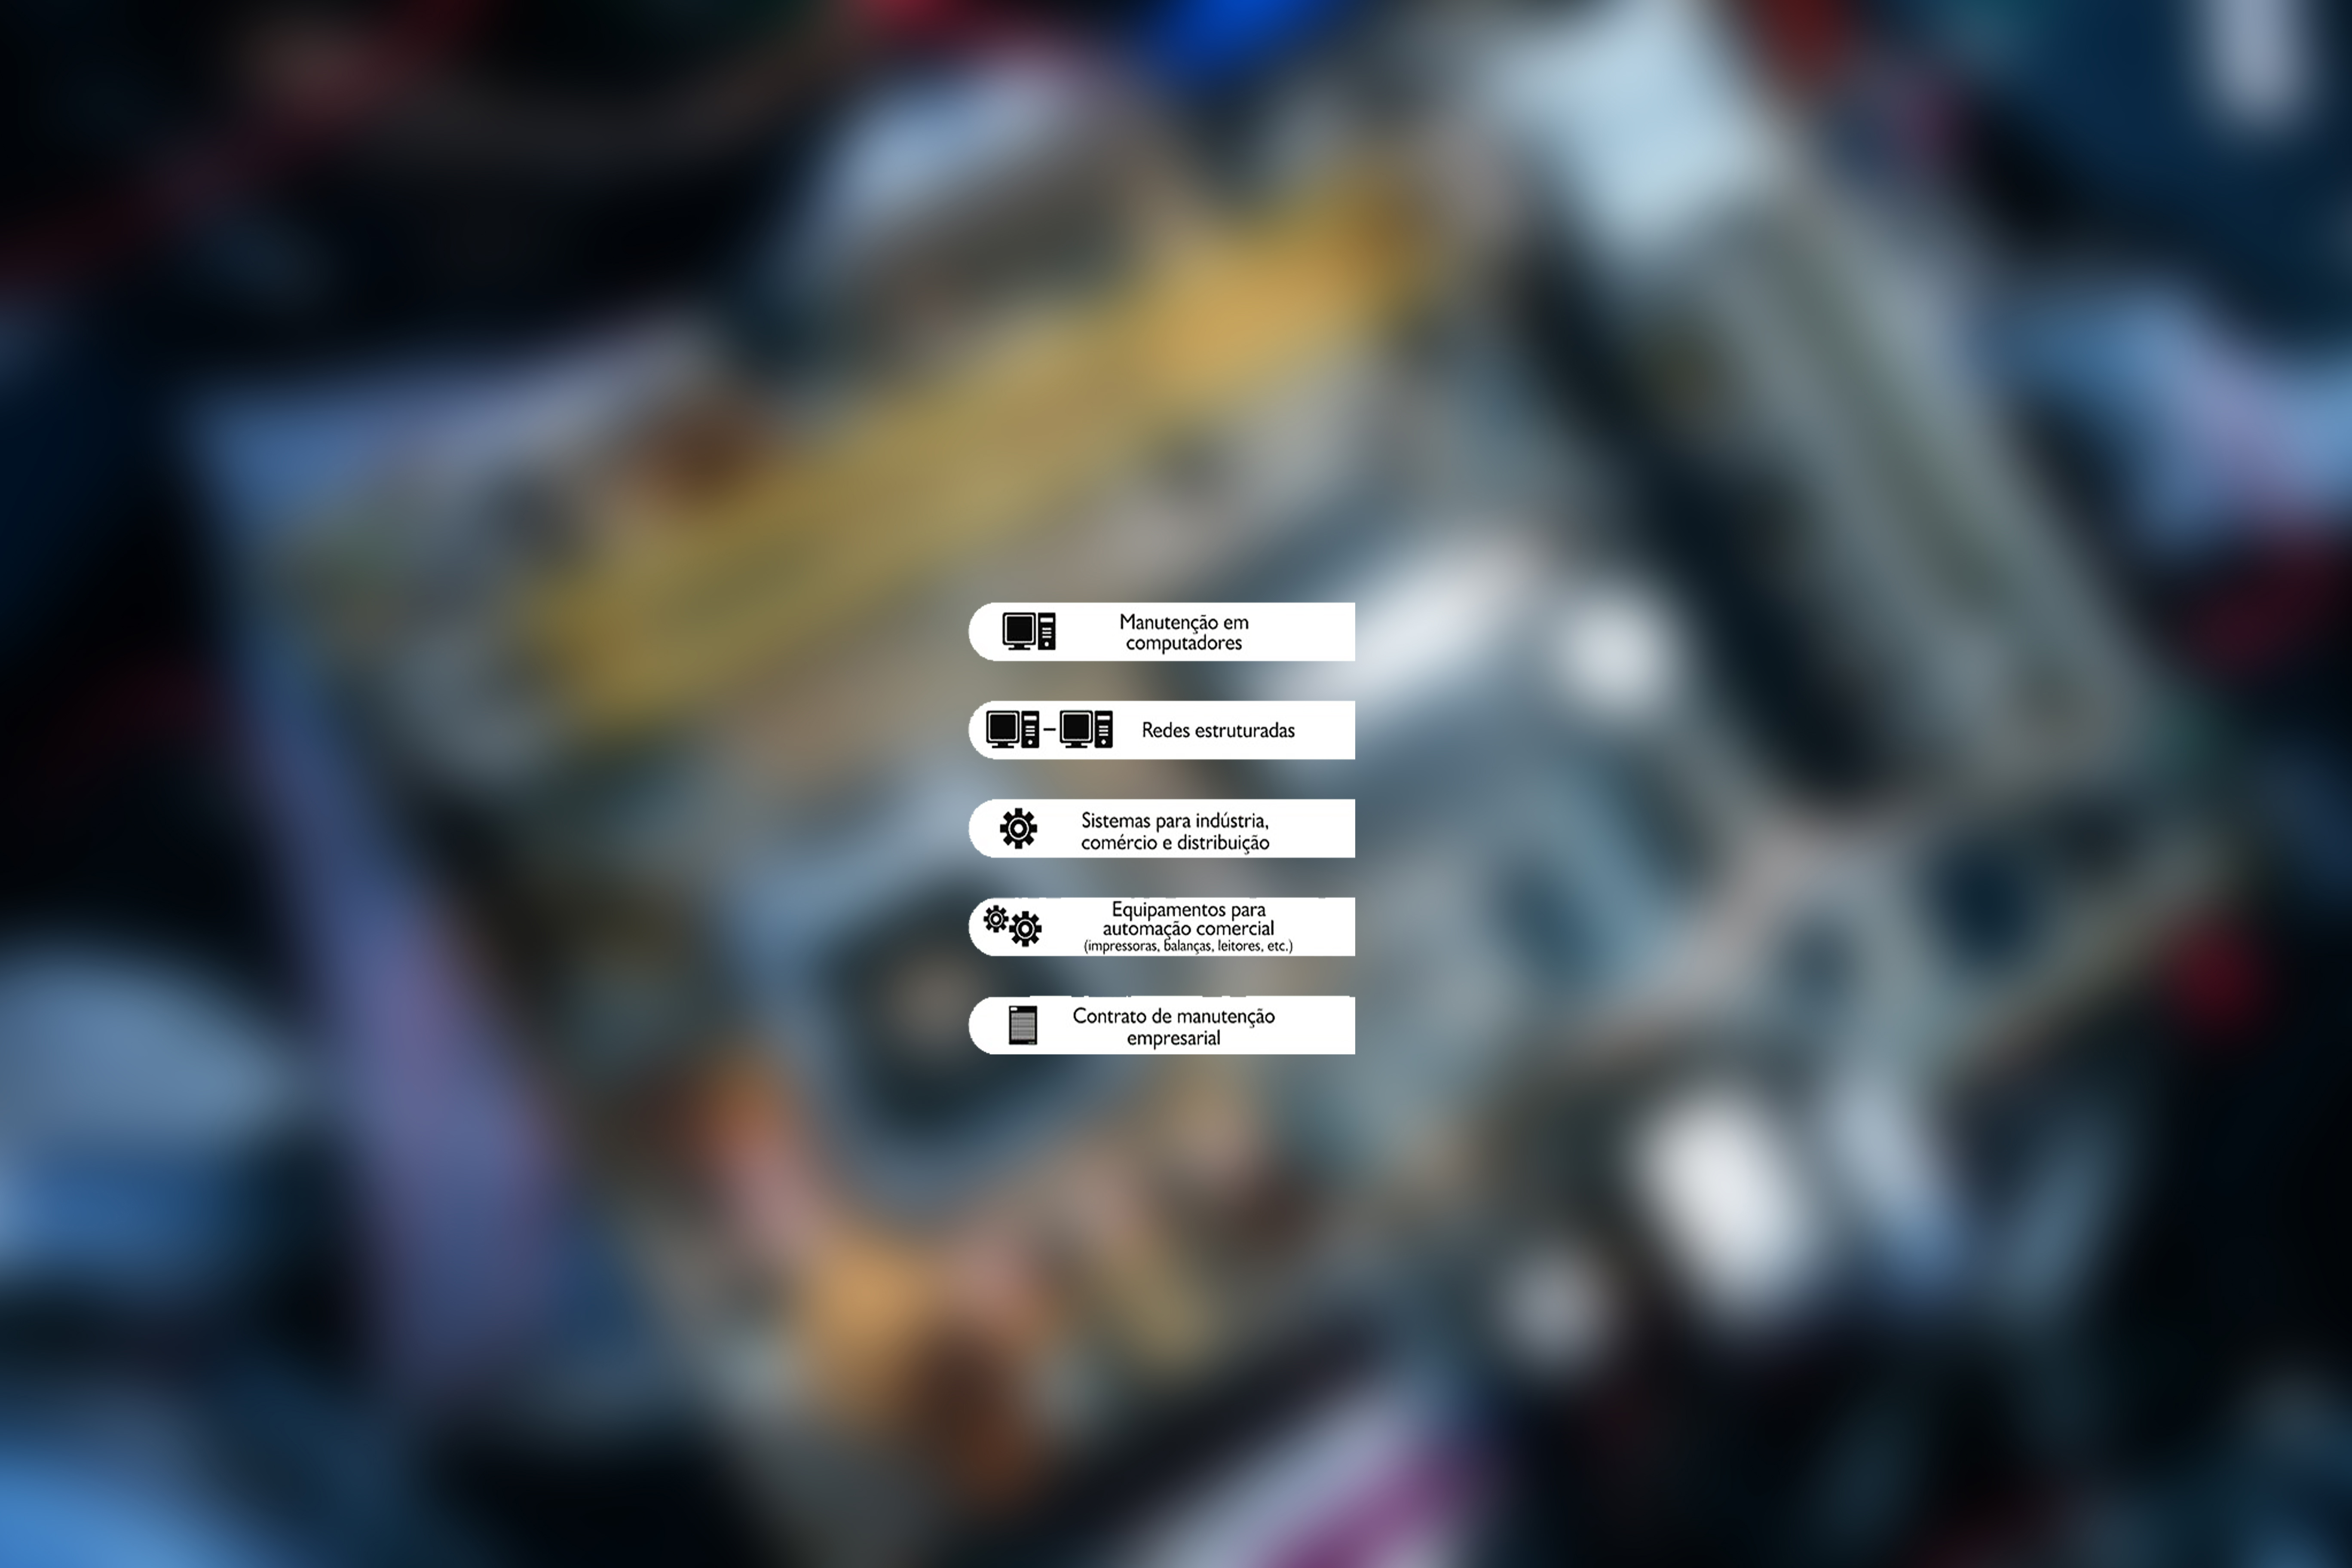 Manutenção em
computadores
Redes estruturadas
Sistemas para indústria,
comércio e distribuição
Equipamentos para
automação comercial
(impressoras, balanças, leitores, etc.)
Contrato de manutenção
empresarial